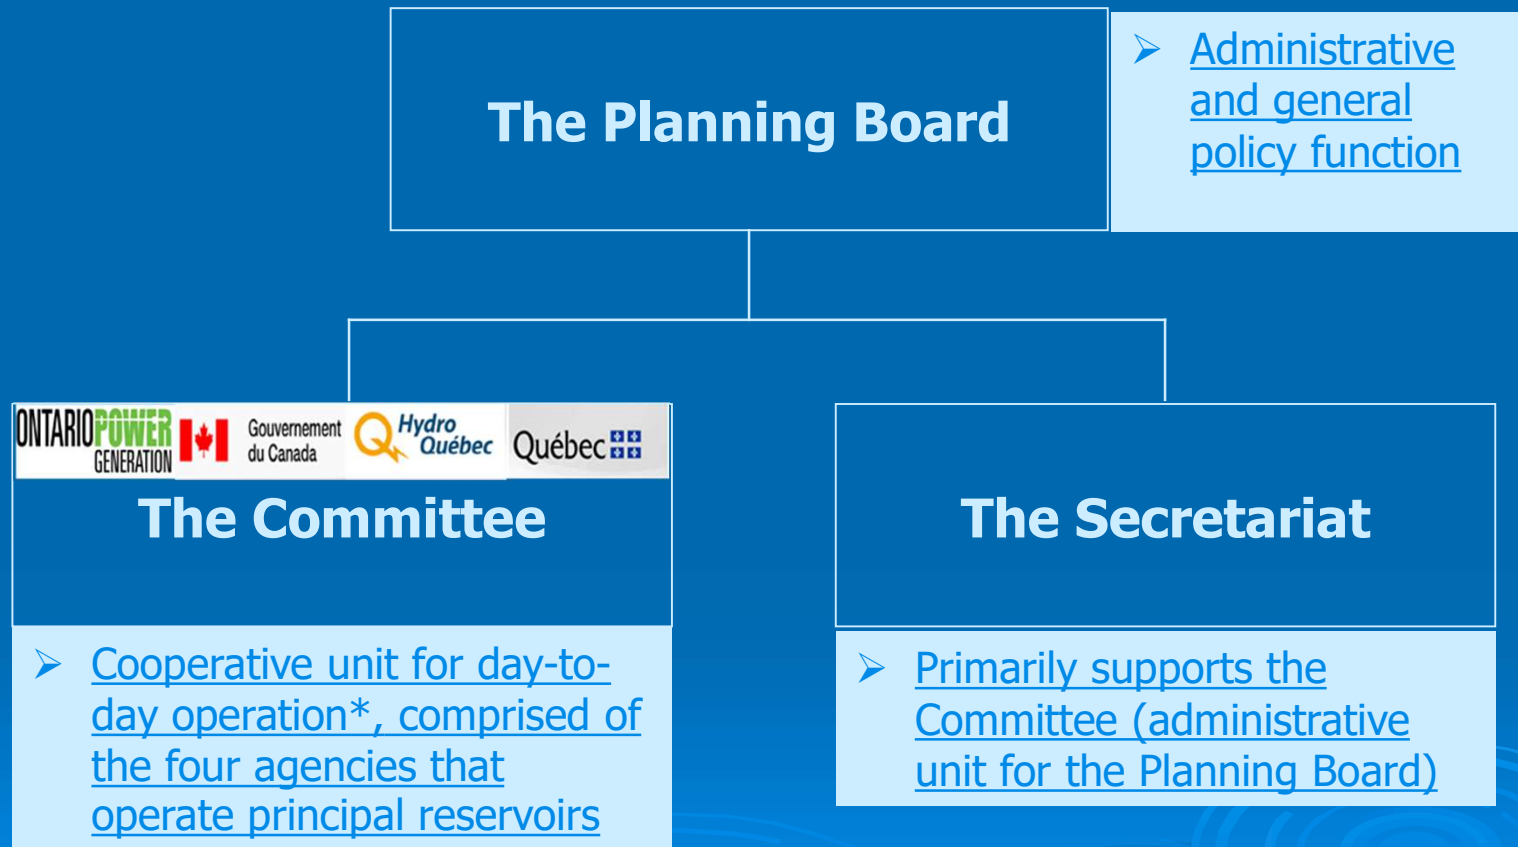 The Planning Board
➢ Administrative
and general
policy function
ONTARIOPOWER
GENERATION
Gouvernement
du Canada
Hydro
Québec
Québec
The Committee
➢ Cooperative unit for day-to-
day operation*, comprised of
the four agencies that
operate principal reservoirs
The Secretariat
➢ Primarily supports the
Committee (administrative
unit for the Planning Board)